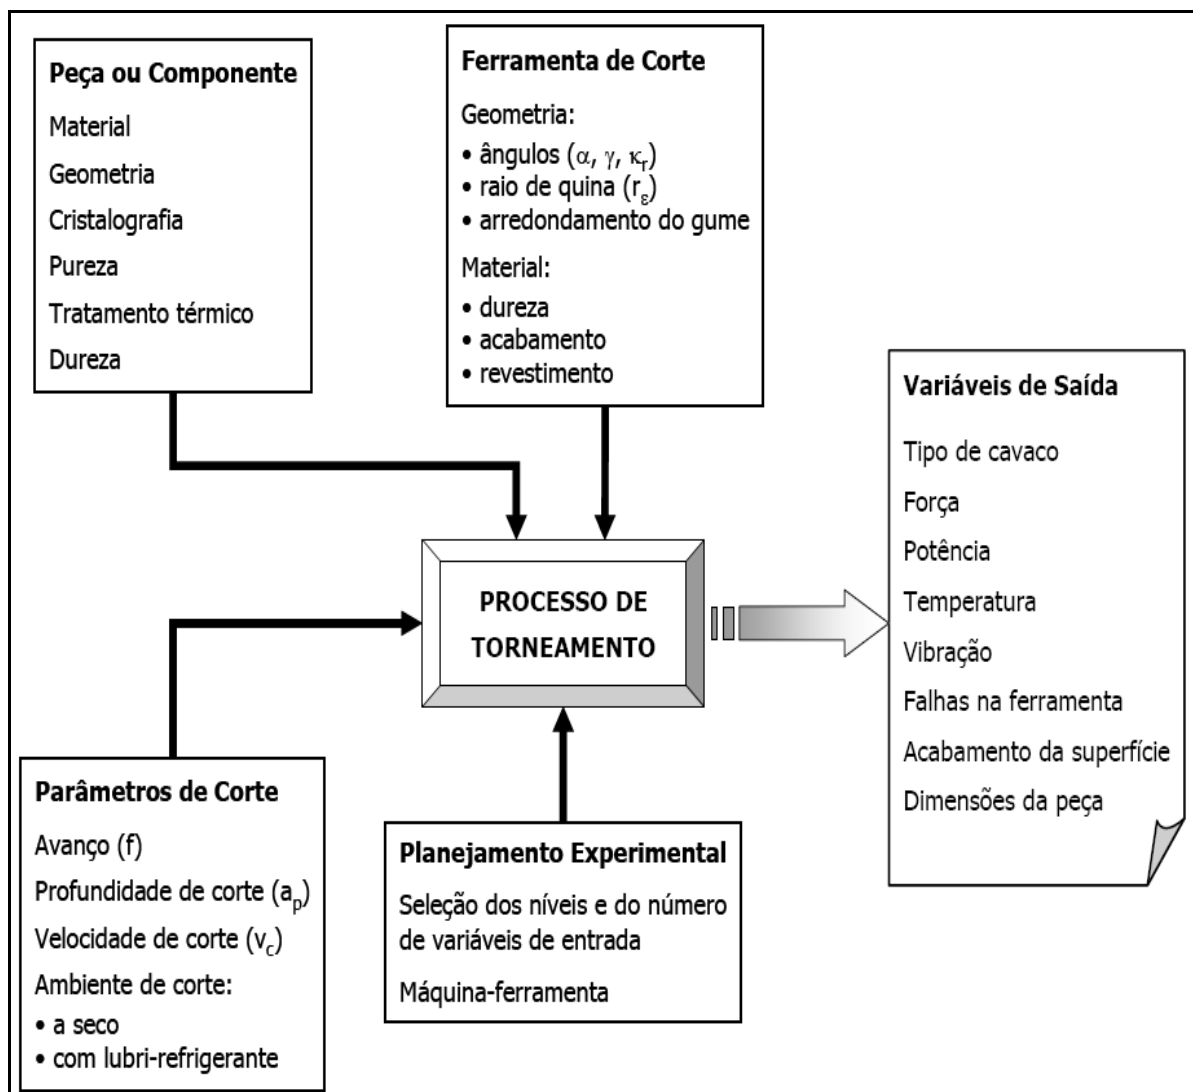 Peça ou Componente
Material
Geometria
Cristalografia
Pureza
Tratamento térmico
Dureza
Ferramenta de Corte
Geometria:
• ângulos (α, γ, κr)
• raio de quina (rε)
• arredondamento do gume
Material:
• dureza
• acabamento
• revestimento
PROCESSO DE
TORNEAMENTO
Variáveis de Saída
Tipo de cavaco
Força
Potência
Temperatura
Vibração
Falhas na ferramenta
Acabamento da superfície
Dimensões da peça
Parâmetros de Corte
Avanço (f)
Profundidade de corte (ap)
Velocidade de corte (vc)
Ambiente de corte:
• a seco
• com lubri-refrigerante
Planejamento Experimental
Seleção dos níveis e do número
de variáveis de entrada
Máquina-ferramenta